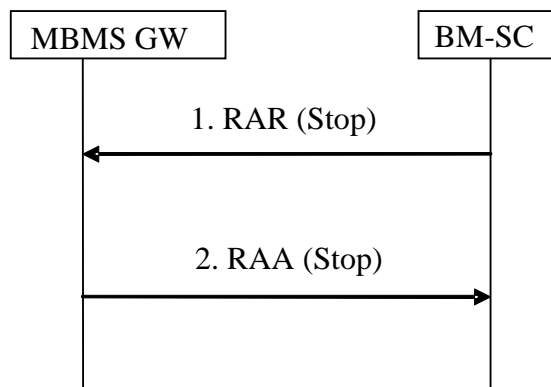 MBMS GW
BM-SC
1. RAR (Stop)
2. RAA (Stop)